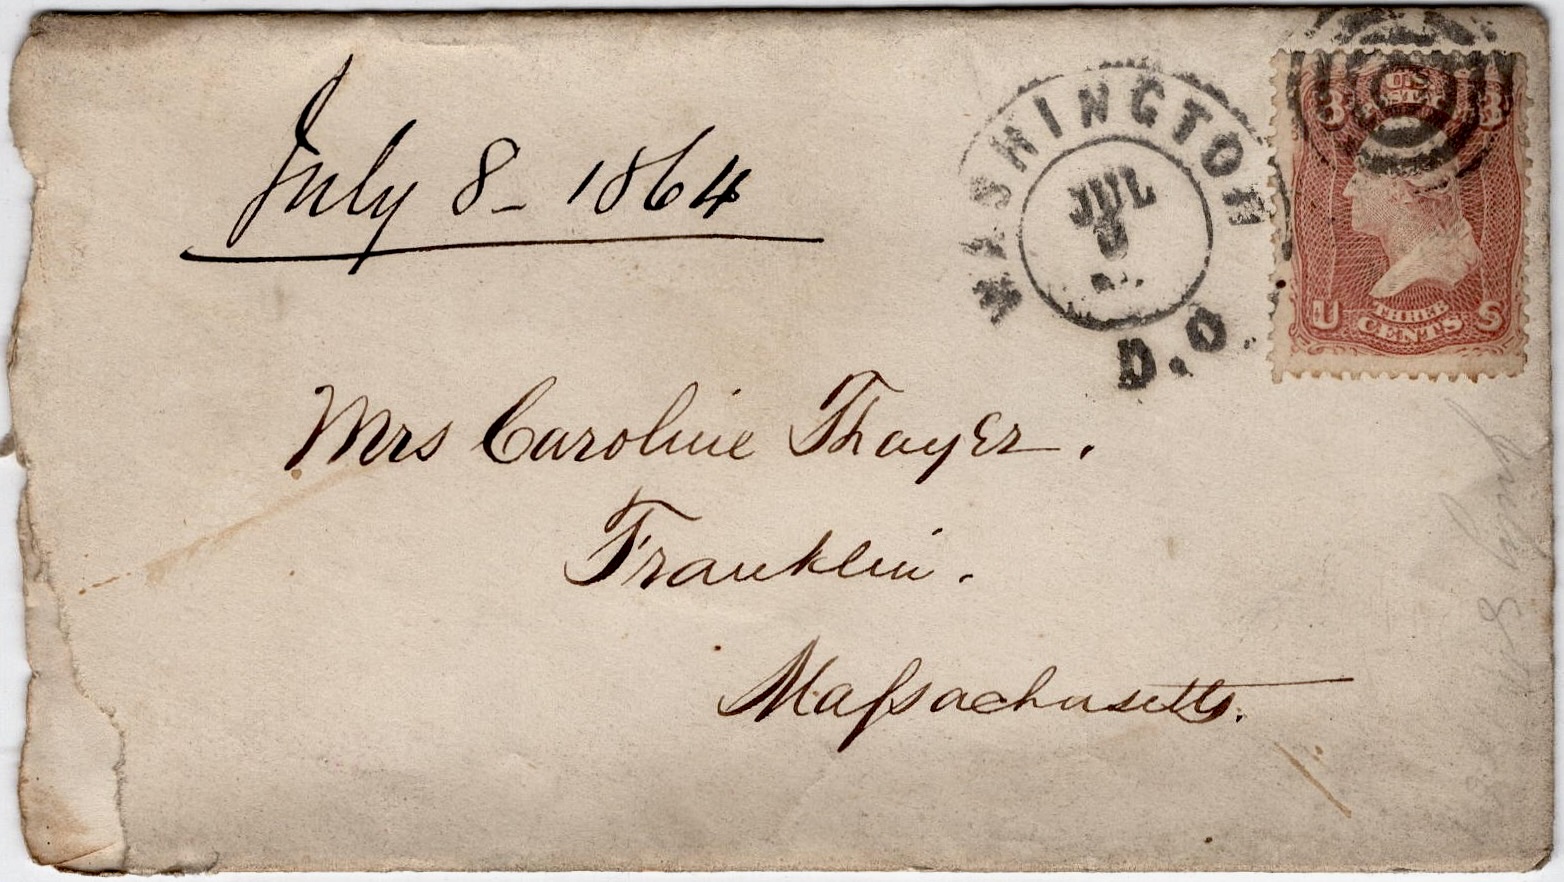 July 8 - 1864
WASHINGTON
JUL
8
D.C.
U.S.
POSTAGE
3 3
U THREE S
CENTS
Mrs Caroline Thayer.
Franklin.
Massachusetts.